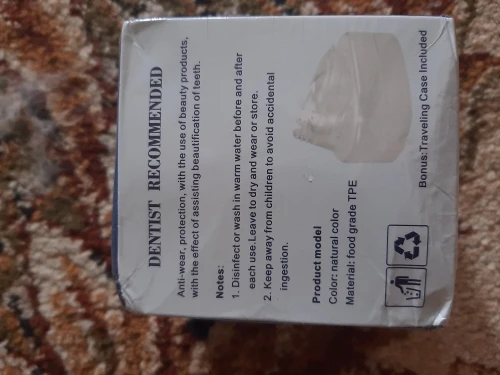 DENTIST RECOMMENDED
Anti-wear, protection, with the use of beauty products,
with the effect of assisting beautification of teeth.
Notes:
1. Disinfect or wash in warm water before and after
each use.Leave to dry and wear or store.
2. Keep away from children to avoid accidental
ingestion.
Product model
Color: natural color
Material: food grade TPE
Bonus:Traveling Case Included